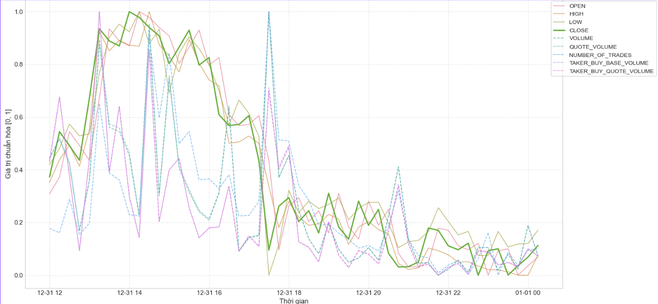 OPEN
HIGH
LOW
CLOSE
VOLUME
QUOTE_VOLUME
NUMBER_OF_TRADES
TAKER_BUY_BASE_VOLUME
TAKER_BUY_QUOTE_VOLUME
Giá trị chuẩn hóa [0, 1]
1.0
0.8
0.6
0.4
0.2
0.0
12-31 12
12-31 14
12-31 16
12-31 18
12-31 20
12-31 22
01-01 00
Thời gian